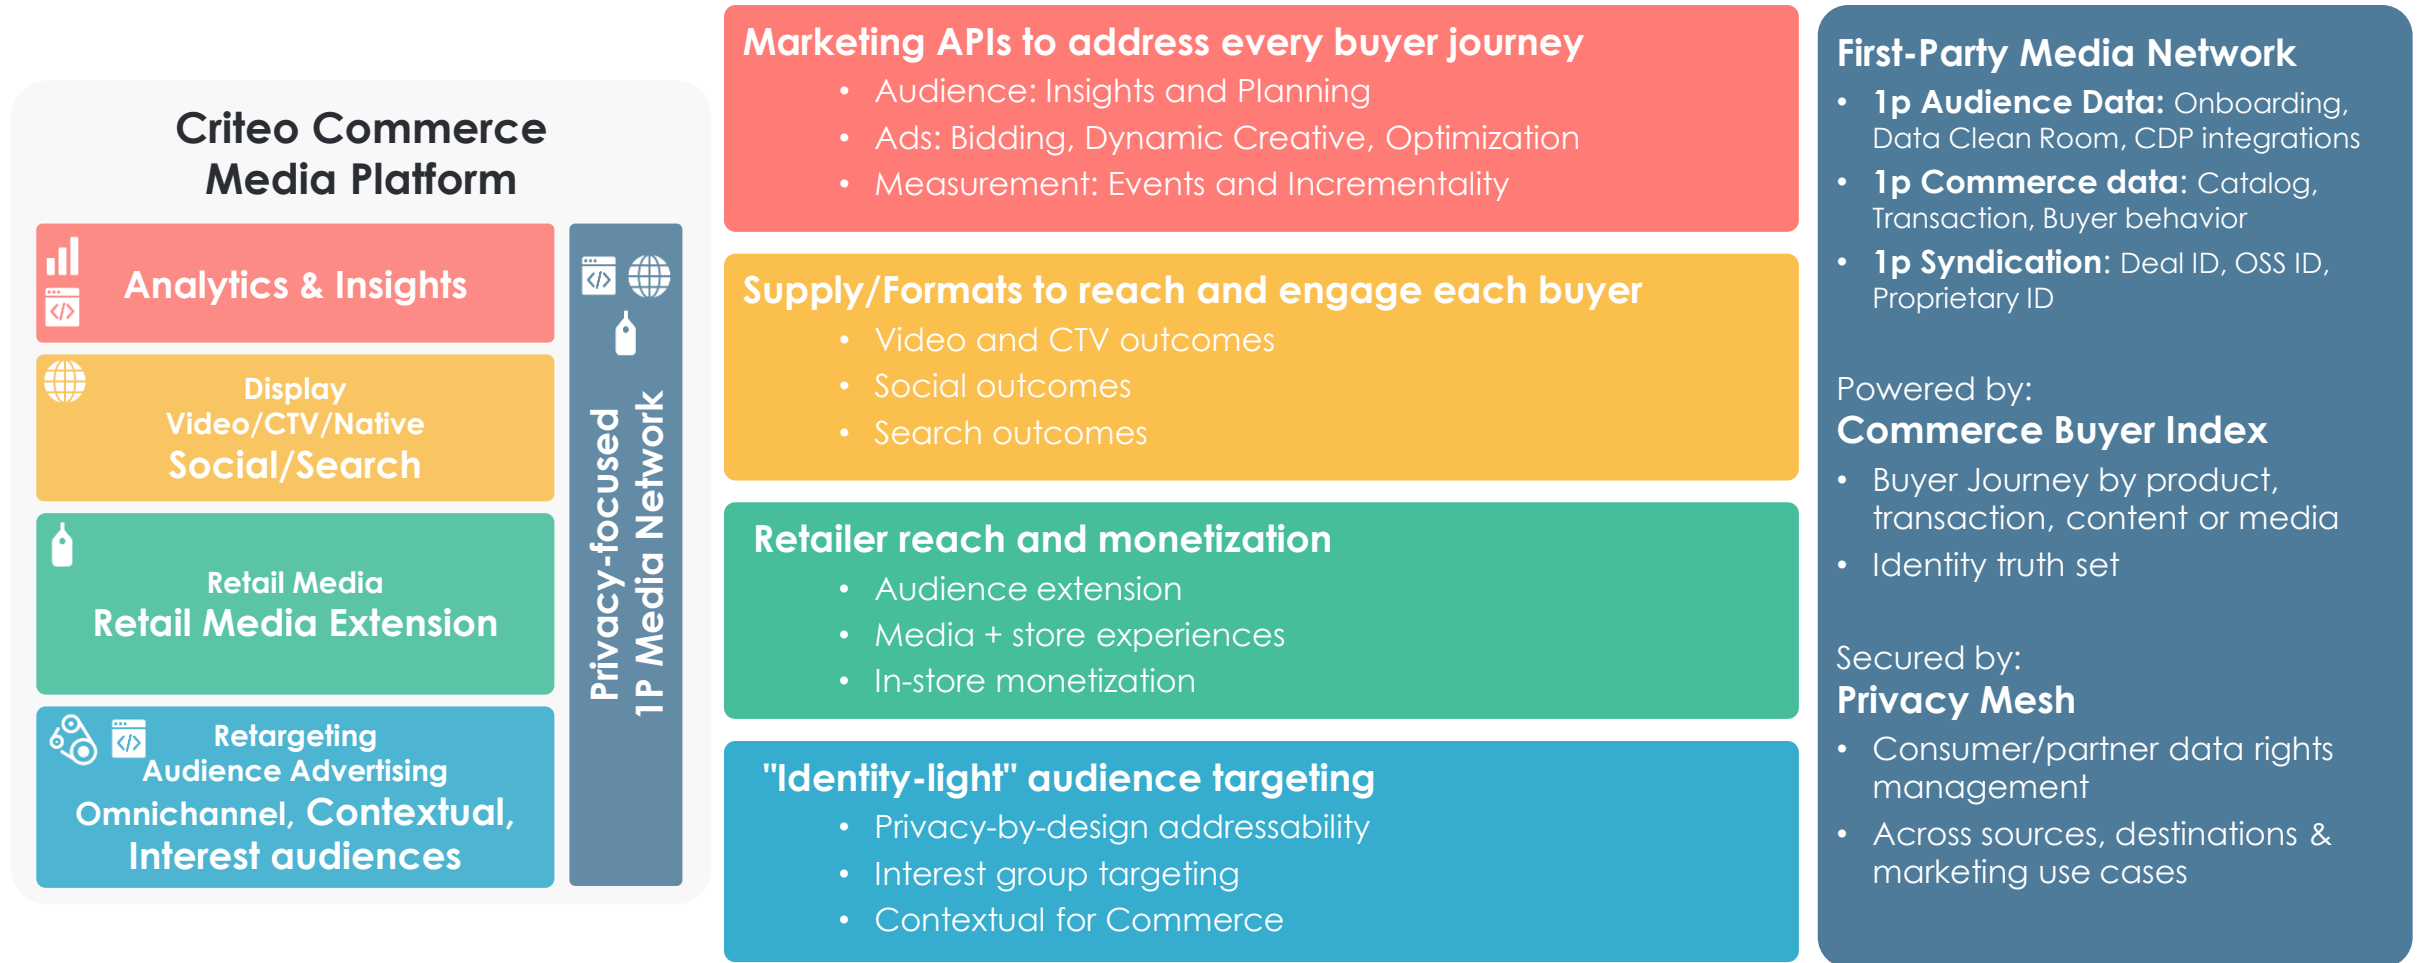 Criteo Commerce
Media Platform
Analytics & Insights
Display
Video/CTV/Native
Social/Search
Retail Media
Retail Media Extension
Retargeting
Audience Advertising
Omnichannel, Contextual,
Interest audiences
Privacy-focused
1P Media Network
Marketing APIs to address every buyer journey
• Audience: Insights and Planning
• Ads: Bidding, Dynamic Creative, Optimization
• Measurement: Events and Incrementality
Supply/Formats to reach and engage each buyer
• Video and CTV outcomes
• Social outcomes
• Search outcomes
Retailer reach and monetization
• Audience extension
• Media + store experiences
• In-store monetization
"Identity-light" audience targeting
• Privacy-by-design addressability
• Interest group targeting
• Contextual for Commerce
First-Party Media Network
• 1p Audience Data: Onboarding,
Data Clean Room, CDP integrations
• 1p Commerce data: Catalog,
Transaction, Buyer behavior
• 1p Syndication: Deal ID, OSS ID,
Proprietary ID
Powered by:
Commerce Buyer Index
• Buyer Journey by product,
transaction, content or media
• Identity truth set
Secured by:
Privacy Mesh
• Consumer/partner data rights
management
• Across sources, destinations &
marketing use cases